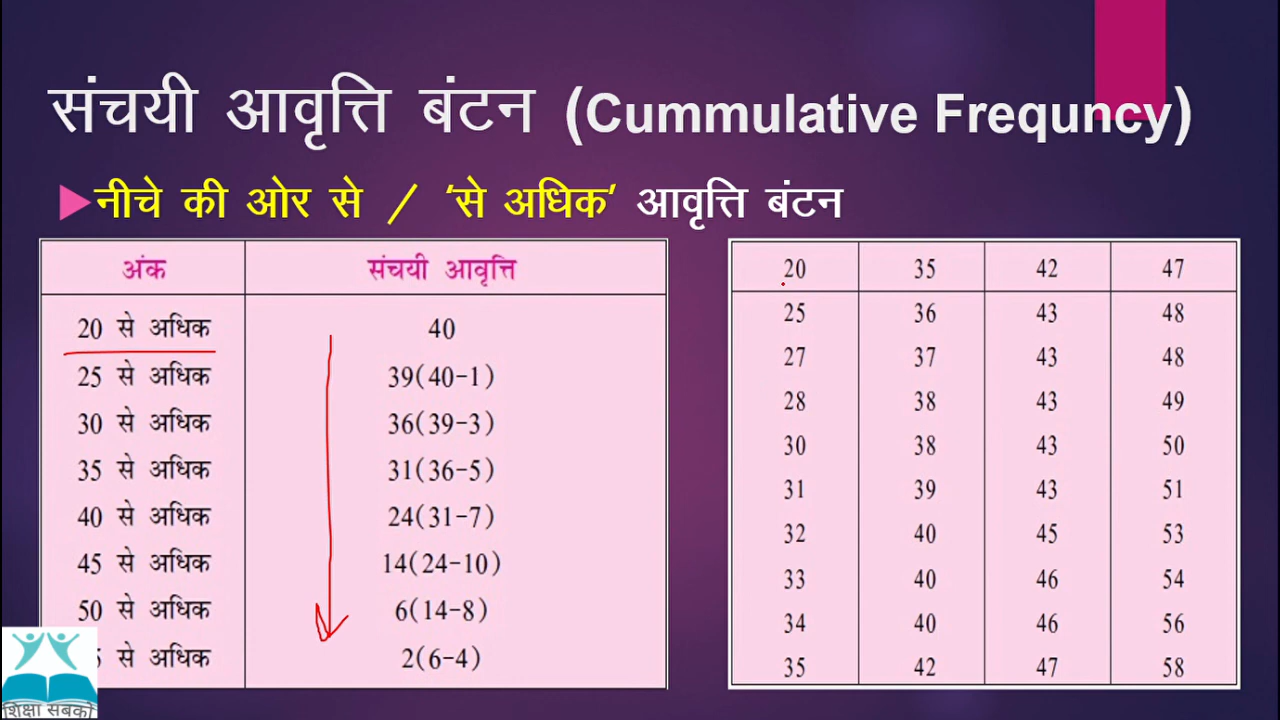 संचयी आवृत्ति बंटन (Cummulative Frequncy)
नीचे की ओर से / ‘से अधिक’ आवृत्ति बंटन
अंक संचयी आवृत्ति
20 से अधिक 40
25 से अधिक 39(40-1)
30 से अधिक 36(39-3)
35 से अधिक 31(36-5)
40 से अधिक 24(31-7)
45 से अधिक 14(24-10)
50 से अधिक 6(14-8)
से अधिक 2(6-4)
20 35 42 47
25 36 43 48
27 37 43 48
28 38 43 49
30 38 43 50
31 39 43 51
32 40 45 53
33 40 46 54
34 40 46 56
35 42 47 58
शिक्षा सबको